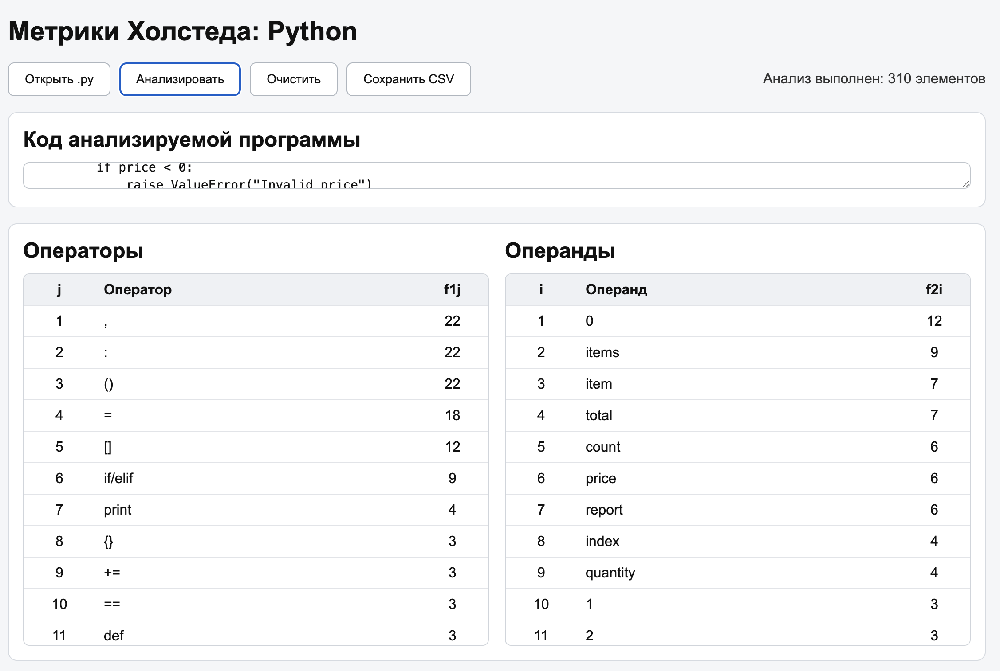 Метрики Холстеда: Python
Открыть .py Анализировать Очистить Сохранить CSV Анализ выполнен: 310 элементов
Код анализируемой программы
if price < 0:
raise ValueError("Invalid price")
Операторы
j Оператор f1j
1 , 22
2 : 22
3 () 22
4 = 18
5 [] 12
6 if/elif 9
7 print 4
8 {} 3
9 += 3
10 == 3
11 def 3
Операнды
i Операнд f2i
1 0 12
2 items 9
3 item 7
4 total 7
5 count 6
6 price 6
7 report 6
8 index 4
9 quantity 4
10 1 3
11 2 3